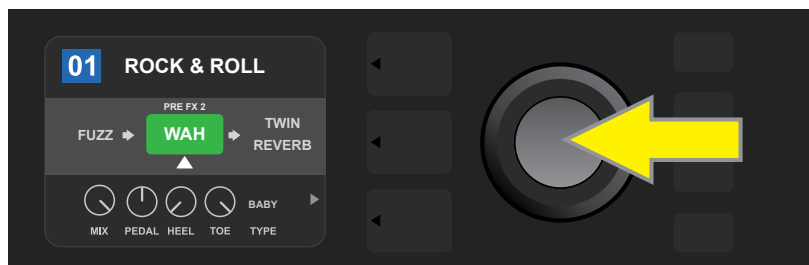 01 ROCK & ROLL
PRE FX 2
FUZZ WAH TWIN
REVERB
BABY
MIX PEDAL HEEL TOE TYPE